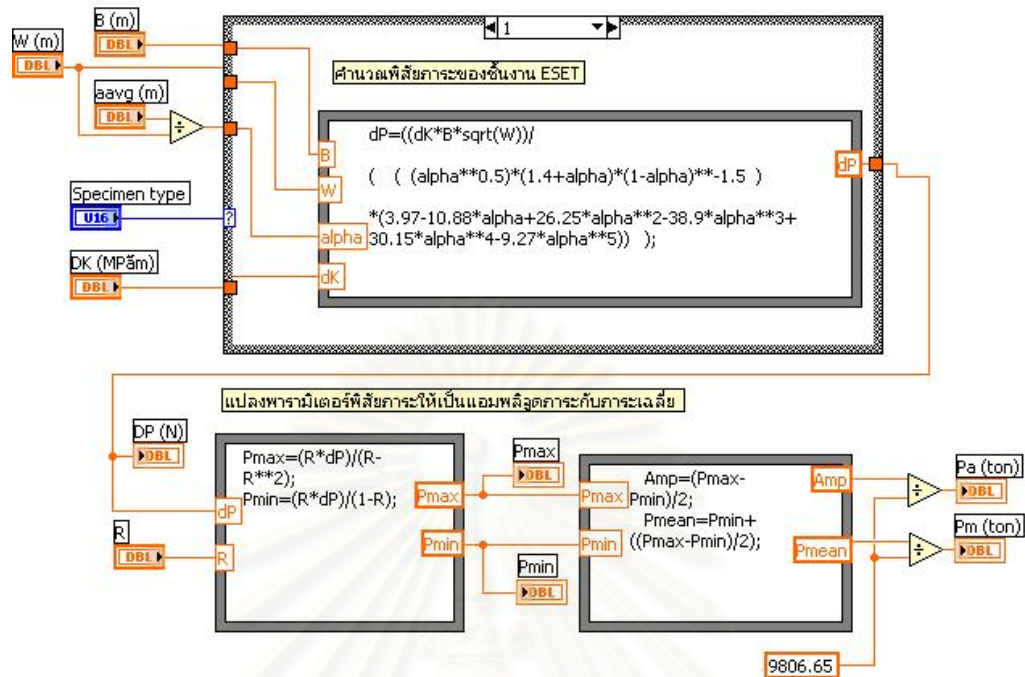 B (m)
DBL
1
W (m)
DBL
คำนวณพิสัยภาระของชิ้นงาน ESET
aavg (m)
DBL
÷
dP=((dK*B*sqrt(W))/
( ( (alpha**0.5)*(1.4+alpha)*(1-alpha)**-1.5 )
*(3.97-10.88*alpha+26.25*alpha**2-38.9*alpha**3+
30.15*alpha**4-9.27*alpha**5)) );
B
W
alpha
dK
dP
Specimen type
U16
?
DK (MPãm)
DBL
แปลงพารามิเตอร์พิสัยภาระให้เป็นแอมพลิจูดภาระกับภาระเฉลี่ย
DP (N)
DBL
R
DBL
Pmax=(R*dP)/(R-
R**2);
Pmin=(R*dP)/(1-R);
dP
R
Pmax
Pmin
Pmax
DBL
Pmin
DBL
Amp=(Pmax-
Pmin)/2;
Pmean=Pmin+
((Pmax-Pmin)/2);
Pmax
Pmin
Amp
Pmean
÷
Pa (ton)
DBL
÷
Pm (ton)
DBL
9806.65